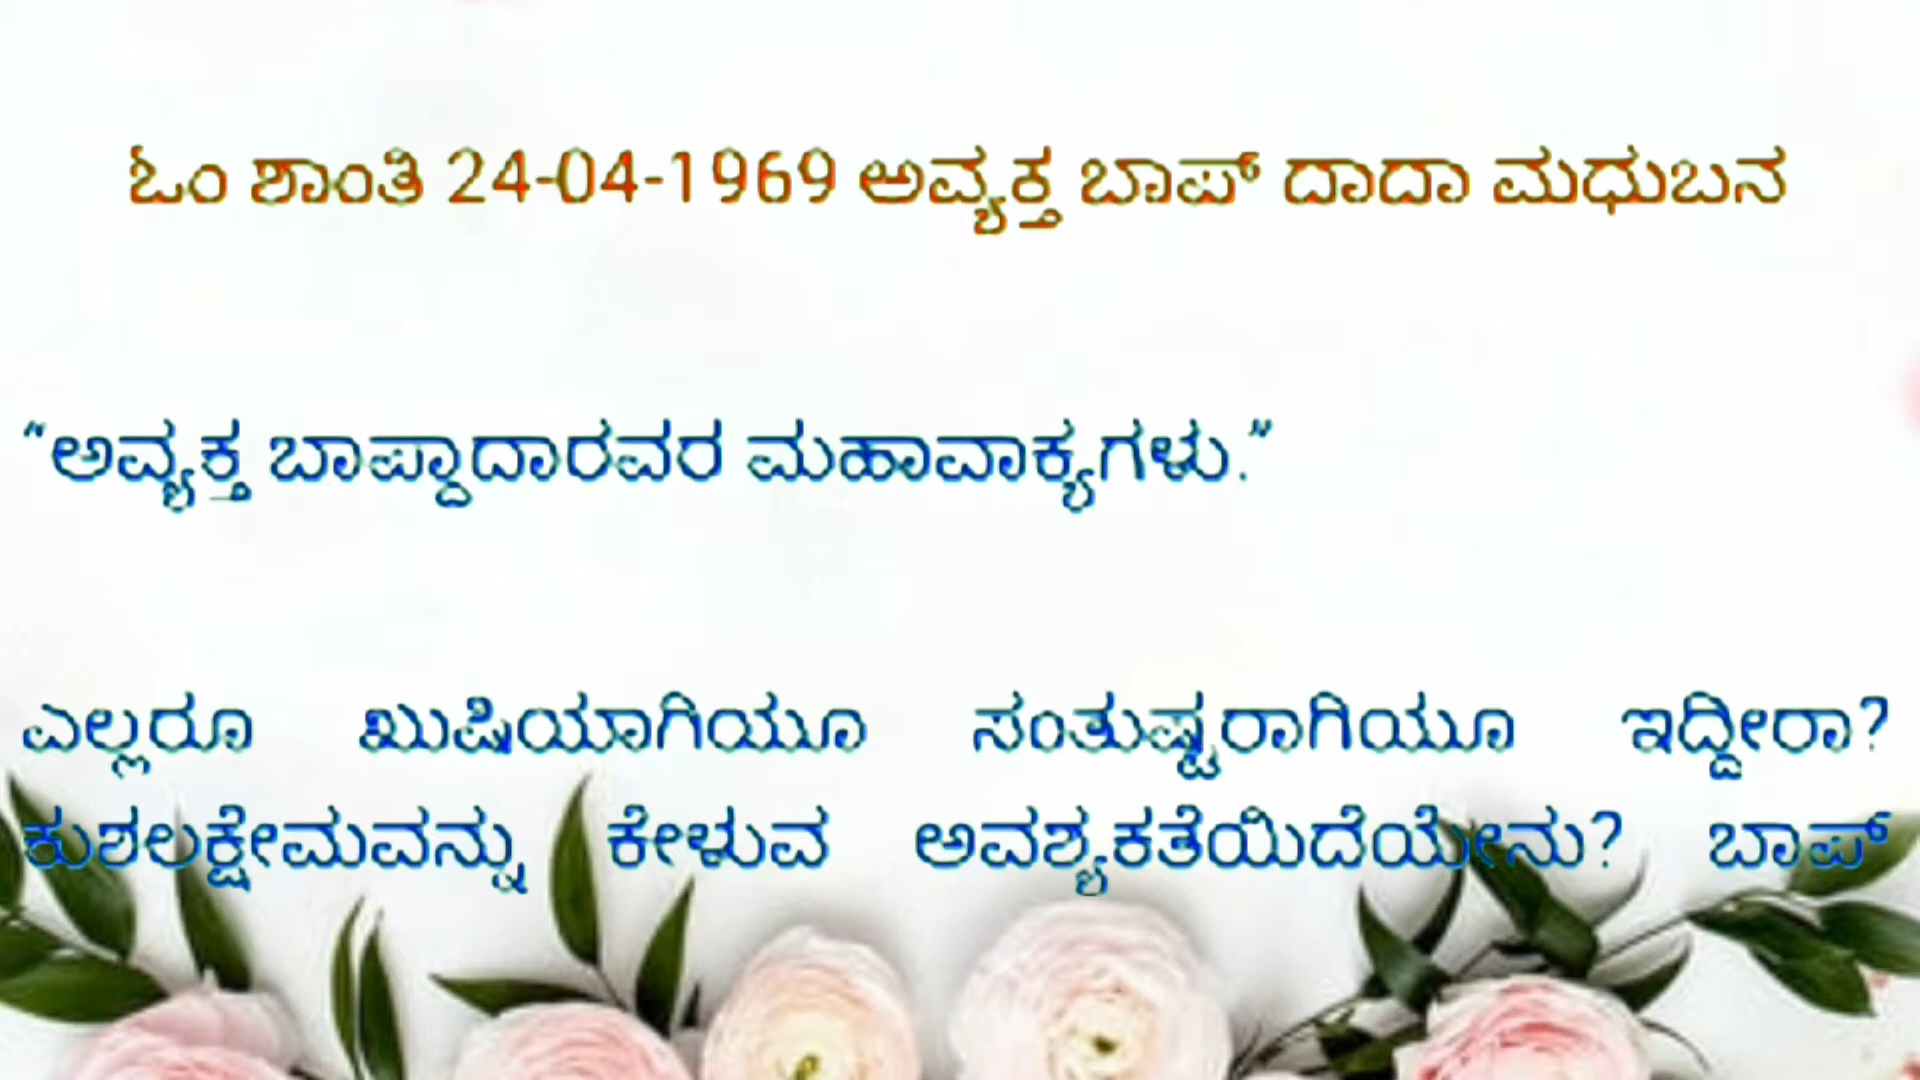 ಓಂ ಶಾಂತಿ 24-04-1969 ಅವ್ಯಕ್ತ ಬಾಪ್ ದಾದಾ ಮಧುಬನ
“ಅವ್ಯಕ್ತ ಬಾಪ್ದಾದಾರವರ ಮಹಾವಾಕ್ಯಗಳು.”
ಎಲ್ಲರೂ ಖುಷಿಯಾಗಿಯೂ ಸಂತುಷ್ಟರಾಗಿಯೂ ಇದ್ದೀರಾ?
ಕುಶಲಕ್ಷೇಮವನ್ನು ಕೇಳುವ ಅವಶ್ಯಕತೆಯಿದೆಯೇನು? ಬಾಪ್